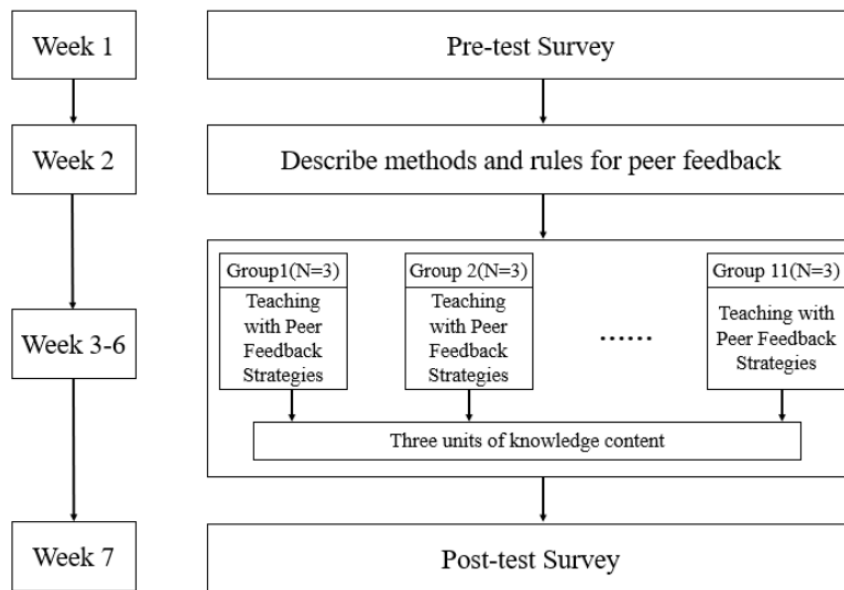 Week 1
Pre-test Survey
Week 2
Describe methods and rules for peer feedback
Week 3-6
Group1(N=3)
Teaching
with Peer
Feedback
Strategies
Group 2(N=3)
Teaching
with Peer
Feedback
Strategies
......
Group 11(N=3)
Teaching with
Peer Feedback
Strategies
Three units of knowledge content
Week 7
Post-test Survey